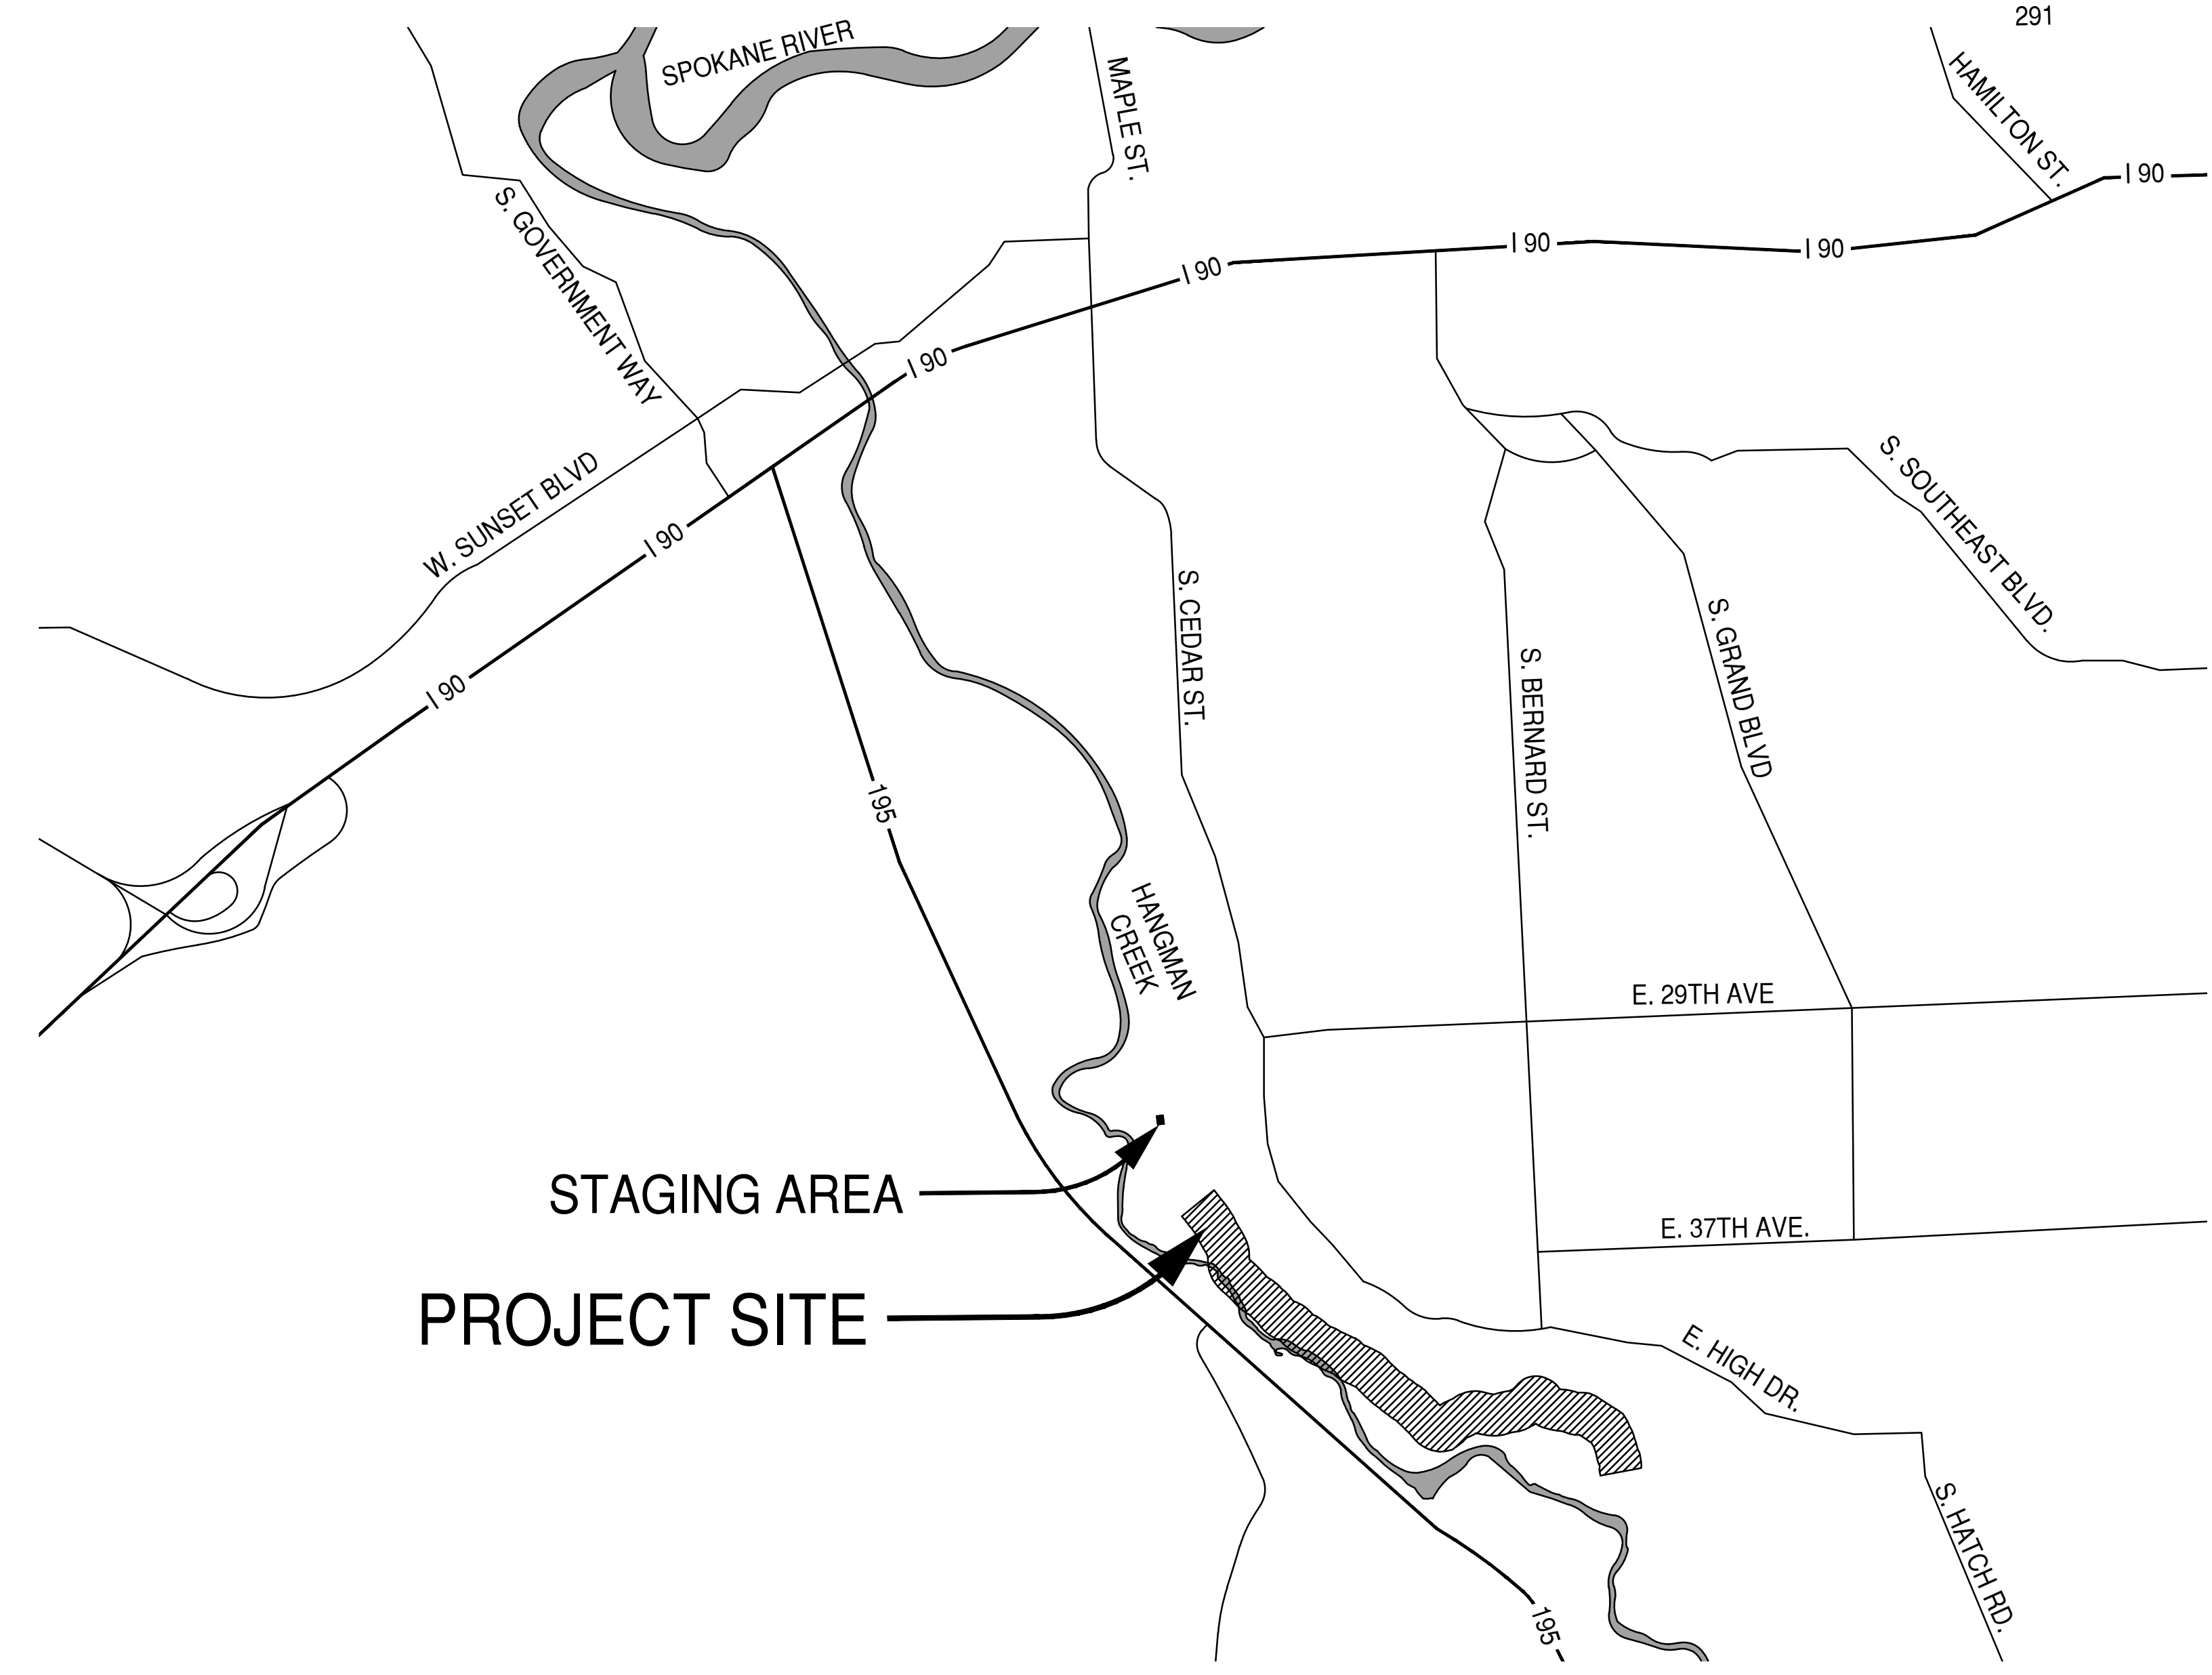 291
SPOKANE RIVER
MAPLE ST.
HAMILTON ST.
I 90
I 90
I 90
I 90
I 90
I 90
I 90
S. GOVERNMENT WAY
W. SUNSET BLVD
S. SOUTHEAST BLVD.
S. CEDAR ST.
S. BERNARD ST.
S. GRAND BLVD
195
HANGMAN
CREEK
E. 29TH AVE
STAGING AREA
E. 37TH AVE.
PROJECT SITE
E. HIGH DR.
S. HATCH RD.
195